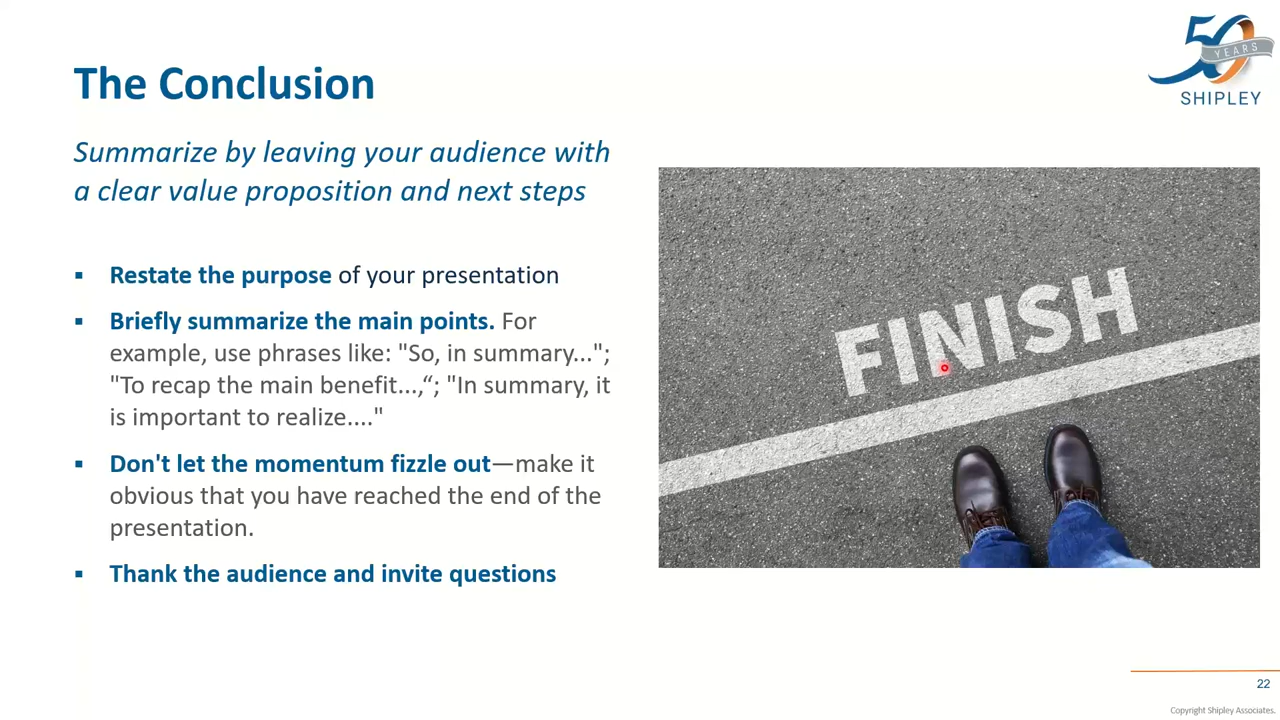 50
YEARS
SHIPLEY
The Conclusion
Summarize by leaving your audience with
a clear value proposition and next steps
▪ Restate the purpose of your presentation
▪ Briefly summarize the main points. For
example, use phrases like: "So, in summary...";
"To recap the main benefit...,“; "In summary, it
is important to realize...."
▪ Don't let the momentum fizzle out—make it
obvious that you have reached the end of the
presentation.
▪ Thank the audience and invite questions
FINISH
22
Copyright Shipley Associates.